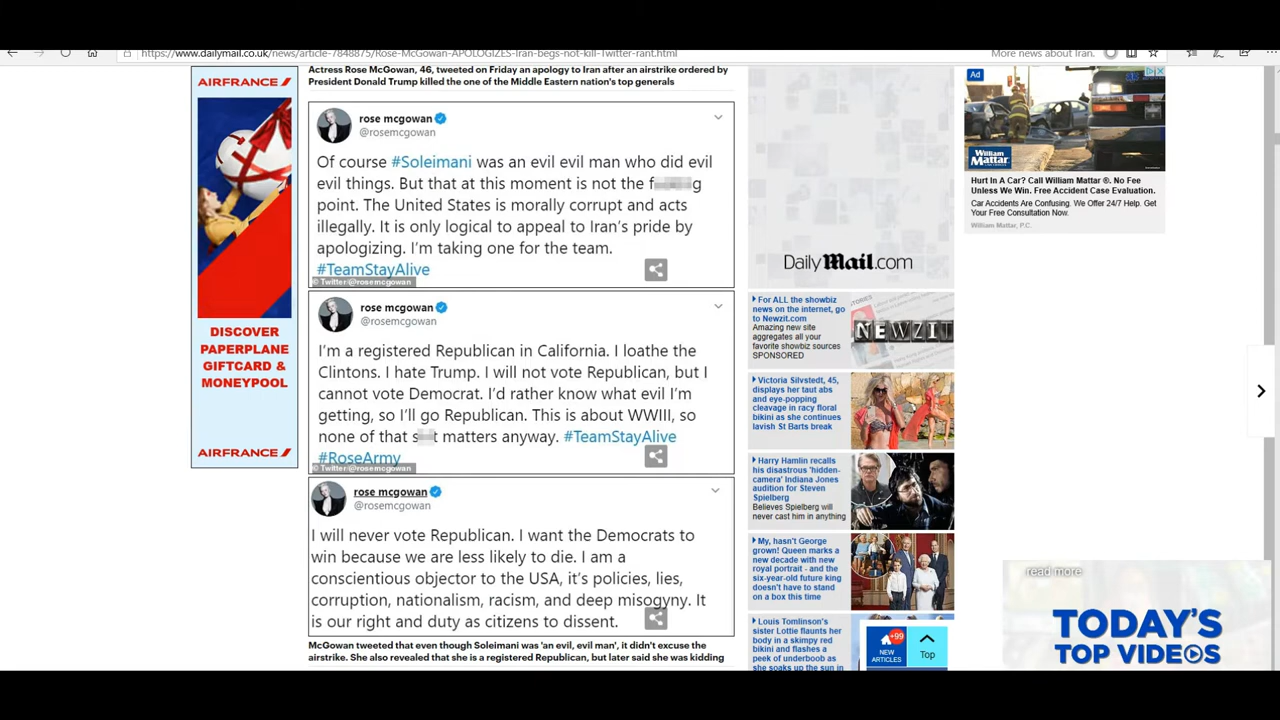 https://www.dailymail.co.uk/news/article-7848875/Rose-McGowan-APOLOGIZES-Iran-begs-not-kill-Twitter-rant.html
More news about Iran.
AIRFRANCE
DISCOVER
PAPERPLANE
GIFTCARD &
MONEYPOOL
AIRFRANCE
Actress Rose McGowan, 46, tweeted on Friday an apology to Iran after an airstrike ordered by
President Donald Trump killed the one of the Middle Eastern nation's top generals
rose mcgowan
@rosemcgowan
Of course #Soleimani was an evil evil man who did evil
evil things. But that at this moment is not the f g
point. The United States is morally corrupt and acts
illegally. It is only logical to appeal to Iran's pride by
apologizing. I'm taking one for the team.
#TeamStayAlive
© Twitter/@rosemcgowan
rose mcgowan
@rosemcgowan
I'm a registered Republican in California. I loathe the
Clintons. I hate Trump. I will not vote Republican, but I
cannot vote Democrat. I'd rather know what evil I'm
getting, so I'll go Republican. This is about WWIII, so
none of that s t matters anyway. #TeamStayAlive
#RoseArmy
© Twitter/@rosemcgowan
rose mcgowan
@rosemcgowan
I will never vote Republican. I want the Democrats to
win because we are less likely to die. I am a
conscientious objector to the USA, it's policies, lies,
corruption, nationalism, racism, and deep misogyny. It
is our right and duty as citizens to dissent.
McGowan tweeted that even though Soleimani was 'an evil, evil man', it didn't excuse the
airstrike. She also revealed that she is a registered Republican, but later said she was kidding
DailyMail.com
For ALL the showbiz
news on the internet, go
to Newzit.com
Amazing new site
aggregates all your
favorite showbiz sources
SPONSORED
STORIES
NEWZIT
Victoria Silvstedt, 45,
displays her taut abs
and eye-popping
cleavage in racy floral
bikini as she continues
lavish St Barts break
Harry Hamlin recalls
his disastrous 'hidden-
camera' Indiana Jones
audition for Steven
Spielberg
Believes Spielberg will
never cast him in anything
My, hasn't George
grown! Queen marks a
new decade with new
royal portrait - and the
six-year-old future king
doesn't have to stand
on a box this time
Louis Tomlinson's
sister Lottie flaunts her
body in a skimpy red
bikini and flashes a
peek of underboob as
she soaks up the sun in
+99
NEW
ARTICLES
Top
Ad
William
Mattar
Hurt In A Car? Call William Mattar ®. No Fee
Unless We Win. Free Accident Case Evaluation.
Car Accidents Are Confusing. We Offer 24/7 Help. Get
Your Free Consultation Now.
William Mattar, P.C.
read more
TODAY'S
TOP VIDEOS